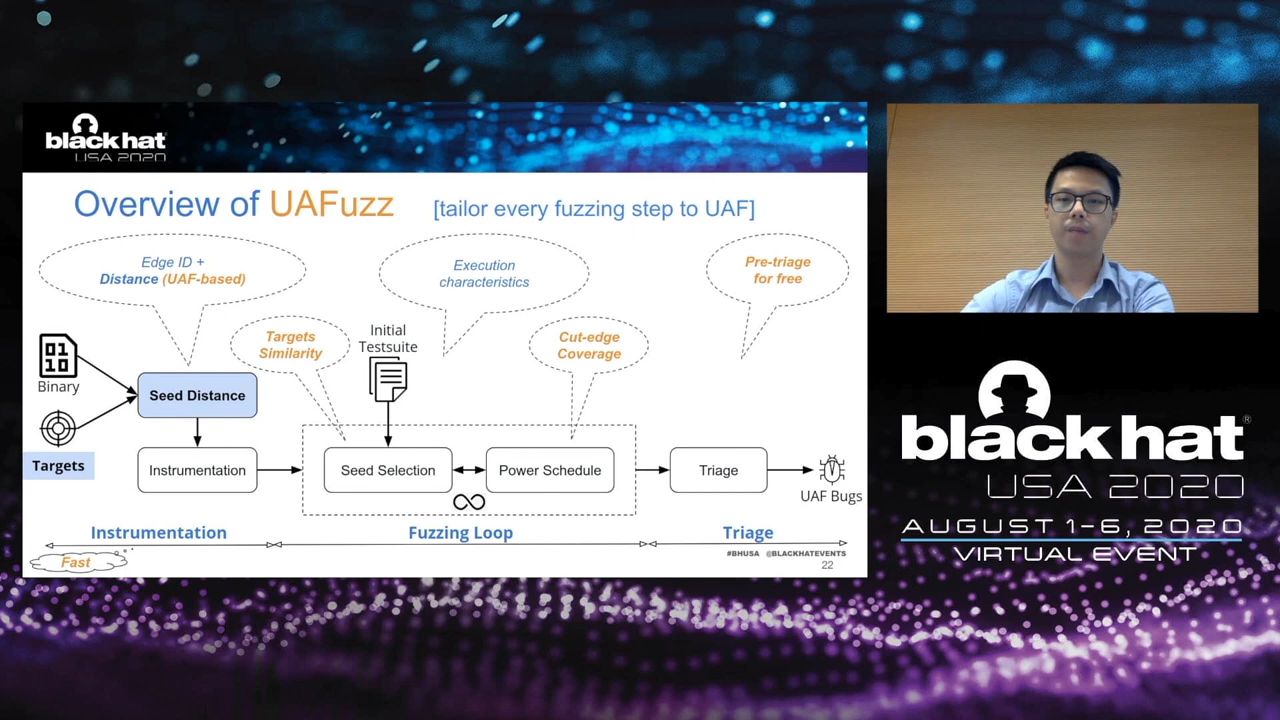 black hat
USA 2020
Overview of UAFuzz [tailor every fuzzing step to UAF]
Edge ID +
Distance (UAF-based)
Execution
characteristics
Pre-triage
for free
Targets
Similarity
Initial
Testsuite
Cut-edge
Coverage
01
10
Binary
Seed Distance
Targets
Instrumentation
Seed Selection
Power Schedule
Triage
UAF Bugs
Instrumentation
Fuzzing Loop
Triage
Fast
#BHUSA @BLACKHATEVENTS
22
black hat®
USA 2020
AUGUST 1-6, 2020
VIRTUAL EVENT